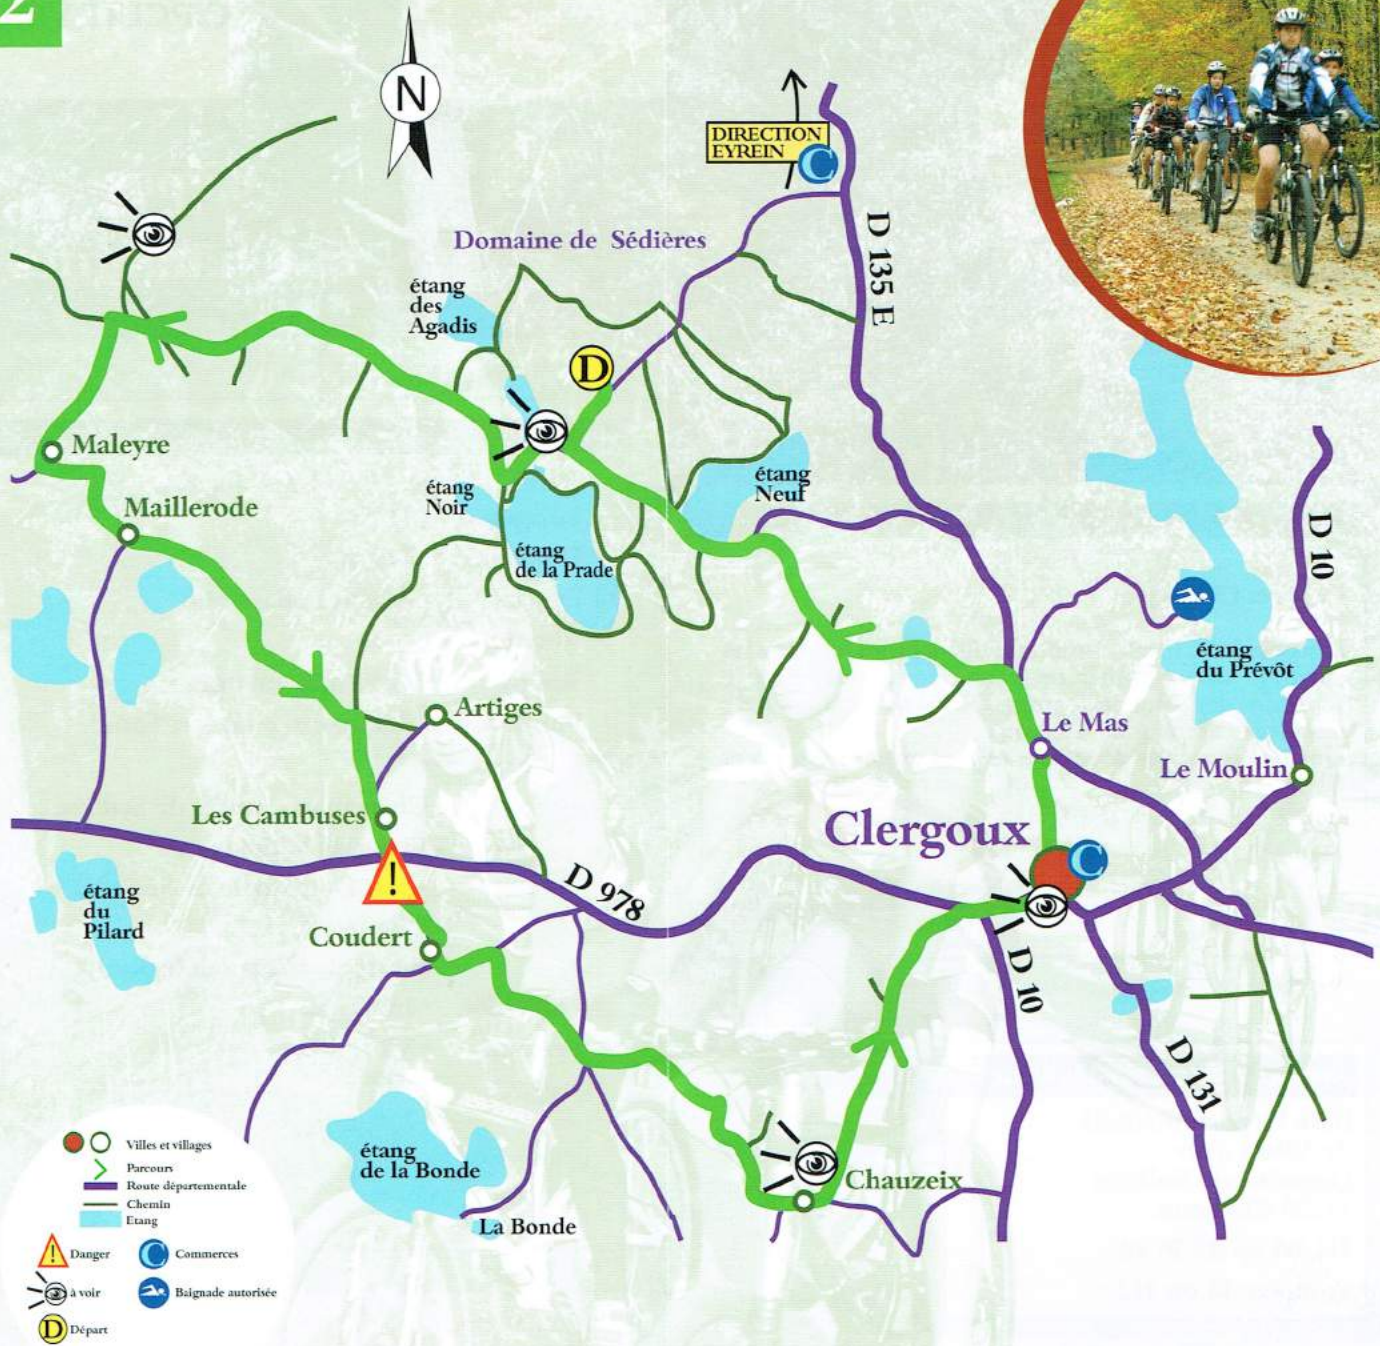 2
N
DIRECTION
EYREIN
C
D 135 E
Domaine de Sédières
étang
des
Agadis
D
Maleyre
étang
Noir
étang
Neuf
Maillerode
étang
de la Prade
D 10
étang
du Prévôt
Artiges
Le Mas
Le Moulin
Les Cambuses
Clergoux
C
!
D 978
étang
du
Pilard
Coudert
D 10
D 131
étang
de la Bonde
Chauzeix
La Bonde
Villes et villages
Parcours
Route départementale
Chemin
Etang
! Danger
C Commerces
à voir
Baignade autorisée
D Départ